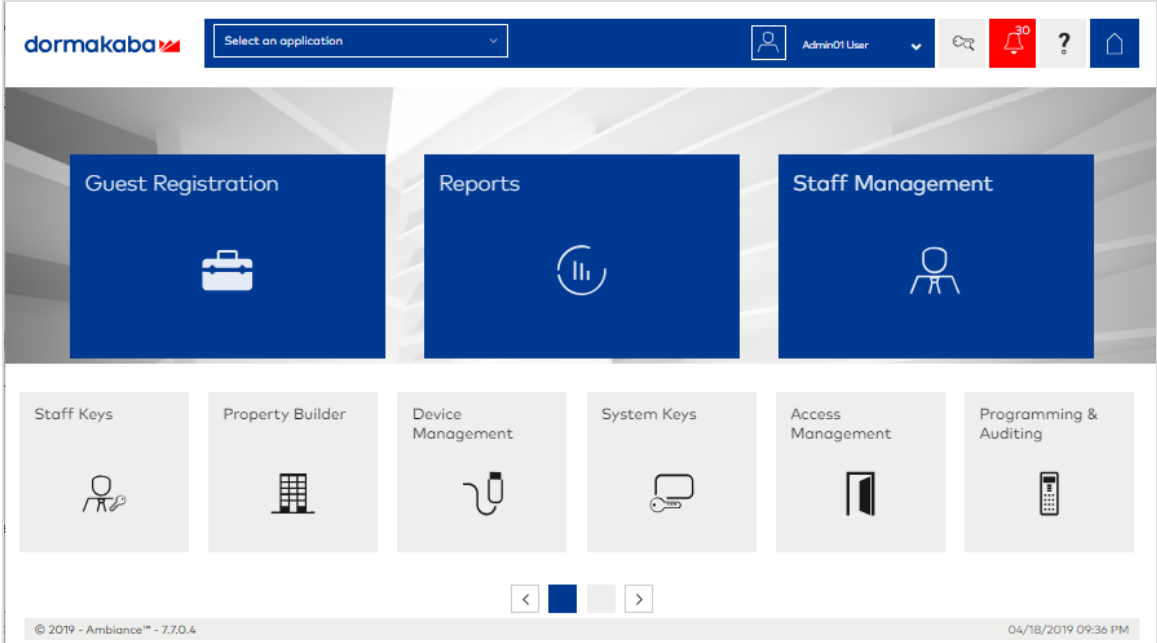 dormakaba
Select an application
Admin01 User
30
?
Guest Registration
Reports
Staff Management
Staff Keys
Property Builder
Device
Management
System Keys
Access
Management
Programming &
Auditing
< >
© 2019 - Ambiance™ - 7.7.0.4
04/18/2019 09:36 PM